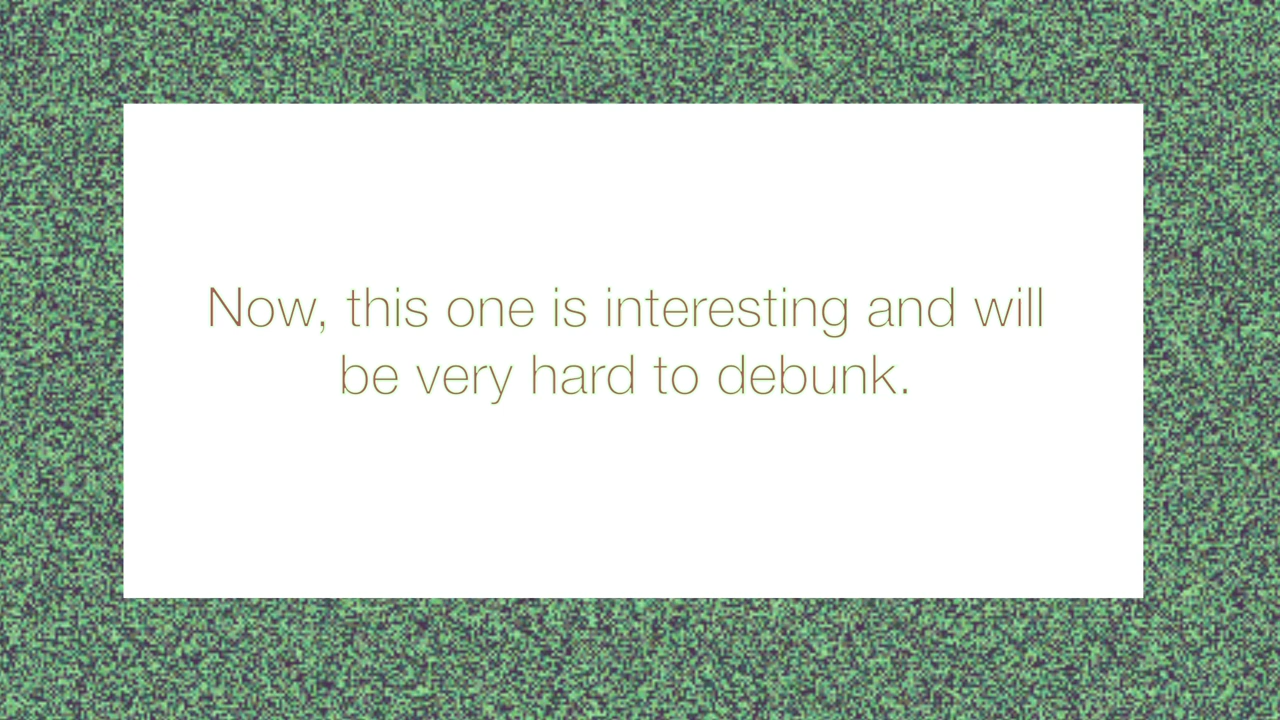 Now, this one is interesting and will
be very hard to debunk.